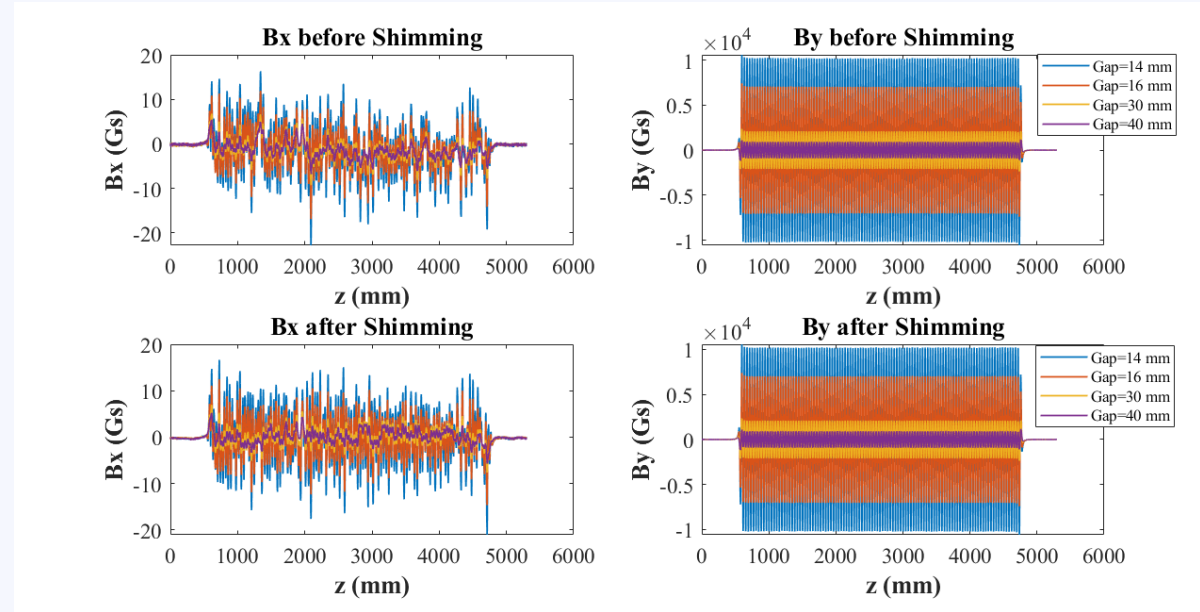 Bx before Shimming
20
10
0
-10
-20
Bx (Gs)
0 1000 2000 3000 4000 5000 6000
z (mm)
By before Shimming
×10⁴
1
0.5
0
-0.5
-1
By (Gs)
0 1000 2000 3000 4000 5000 6000
z (mm)
Gap=14 mm
Gap=16 mm
Gap=30 mm
Gap=40 mm
Bx after Shimming
20
10
0
-10
-20
Bx (Gs)
0 1000 2000 3000 4000 5000 6000
z (mm)
By after Shimming
×10⁴
1
0.5
0
-0.5
-1
By (Gs)
0 1000 2000 3000 4000 5000 6000
z (mm)
Gap=14 mm
Gap=16 mm
Gap=30 mm
Gap=40 mm